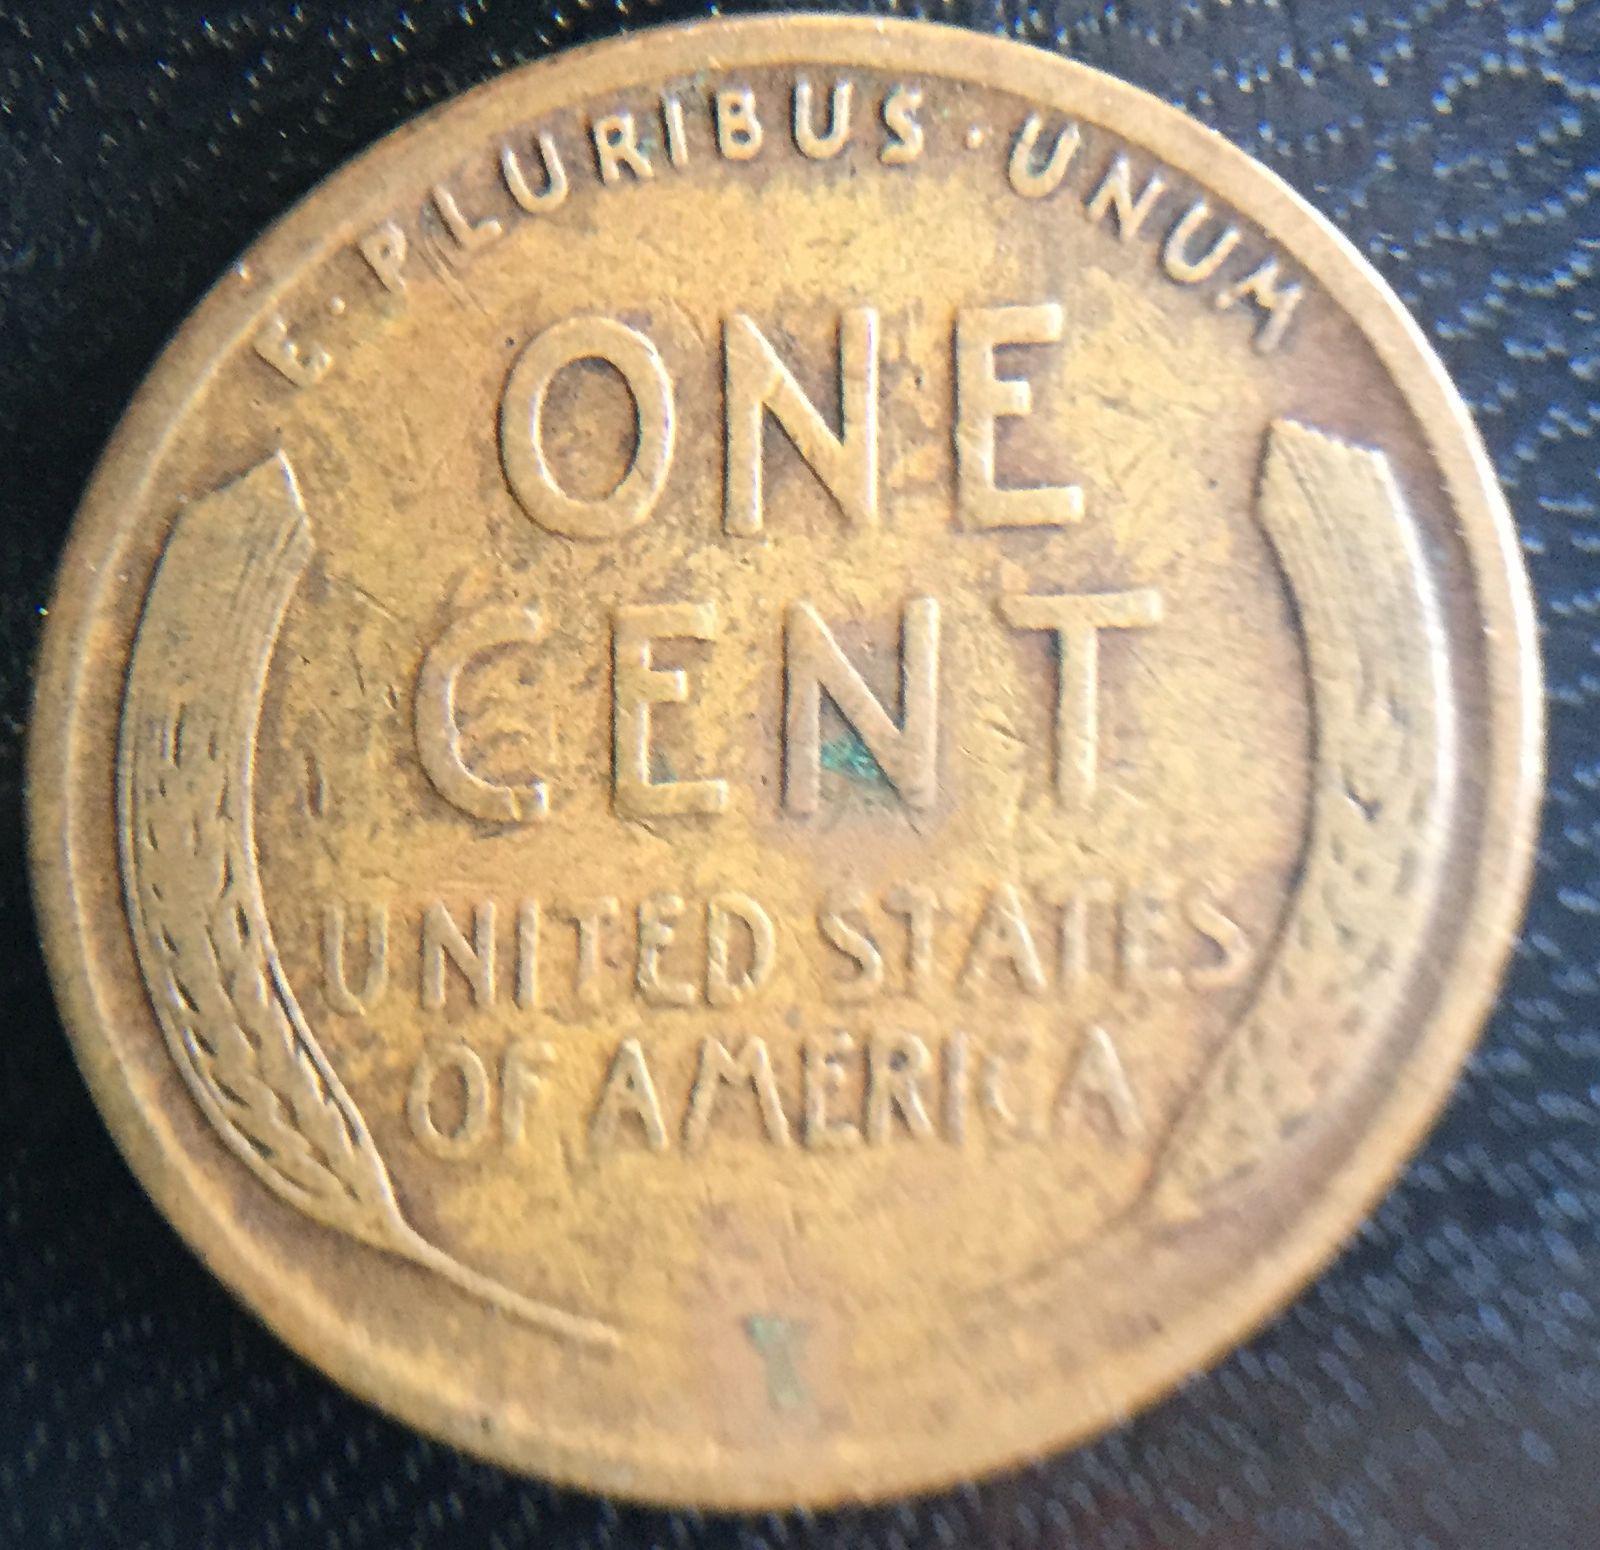 E·PLURIBUS·UNUM
ONE
CENT
UNITED STATES
OF AMERICA